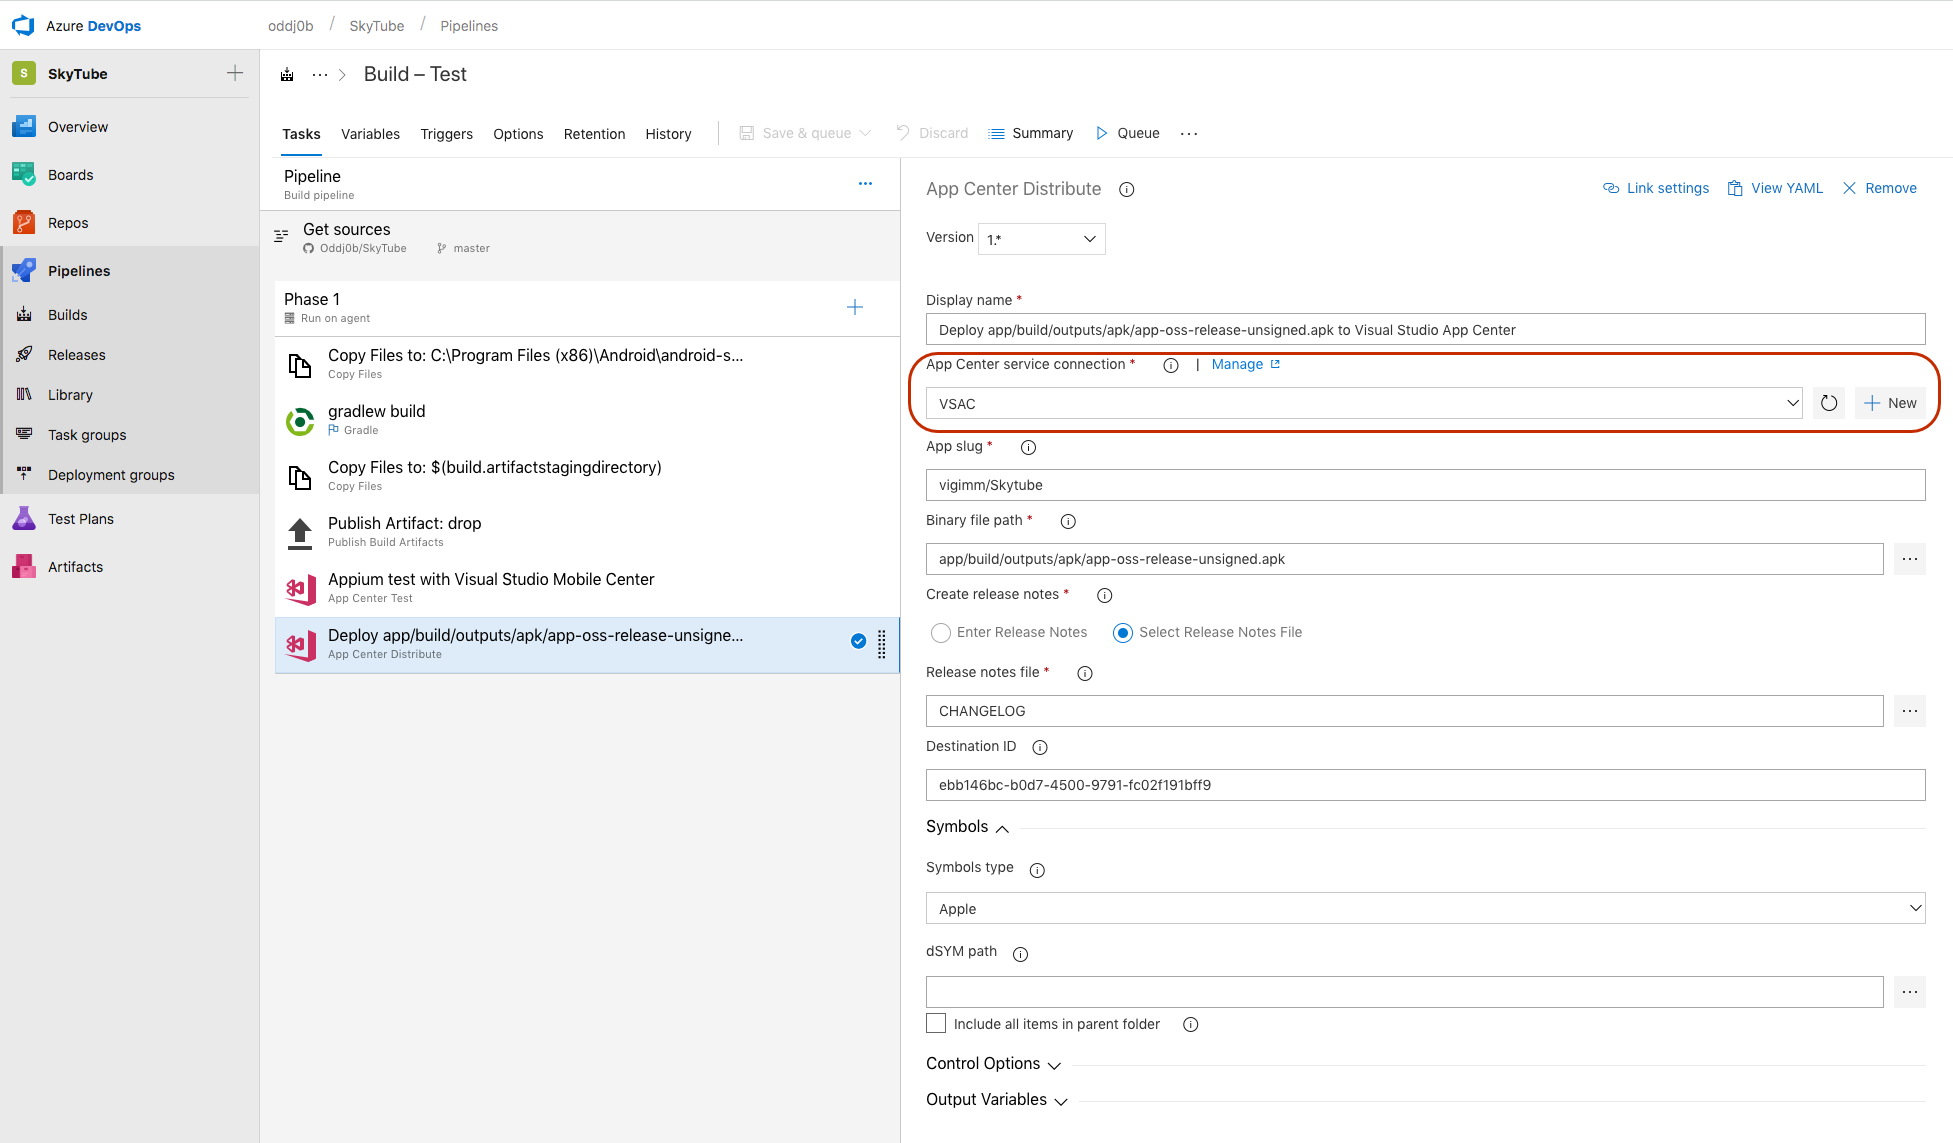 Azure DevOps
oddj0b / SkyTube / Pipelines
S SkyTube
Overview
Boards
Repos
Pipelines
Builds
Releases
Library
Task groups
Deployment groups
Test Plans
Artifacts
··· > Build – Test
Tasks Variables Triggers Options Retention History Save & queue Discard Summary Queue ···
Pipeline
Build pipeline
Get sources
Oddj0b/SkyTube master
Phase 1
Run on agent
Copy Files to: C:\Program Files (x86)\Android\android-s...
Copy Files
gradlew build
Gradle
Copy Files to: $(build.artifactstagingdirectory)
Copy Files
Publish Artifact: drop
Publish Build Artifacts
Appium test with Visual Studio Mobile Center
App Center Test
Deploy app/build/outputs/apk/app-oss-release-unsigne...
App Center Distribute
App Center Distribute Link settings View YAML Remove
Version 1.*
Display name *
Deploy app/build/outputs/apk/app-oss-release-unsigned.apk to Visual Studio App Center
App Center service connection * | Manage
VSAC New
App slug *
vigimm/Skytube
Binary file path *
app/build/outputs/apk/app-oss-release-unsigned.apk
Create release notes *
Enter Release Notes Select Release Notes File
Release notes file *
CHANGELOG
Destination ID
ebb146bc-b0d7-4500-9791-fc02f191bff9
Symbols
Symbols type
Apple
dSYM path
Include all items in parent folder
Control Options
Output Variables